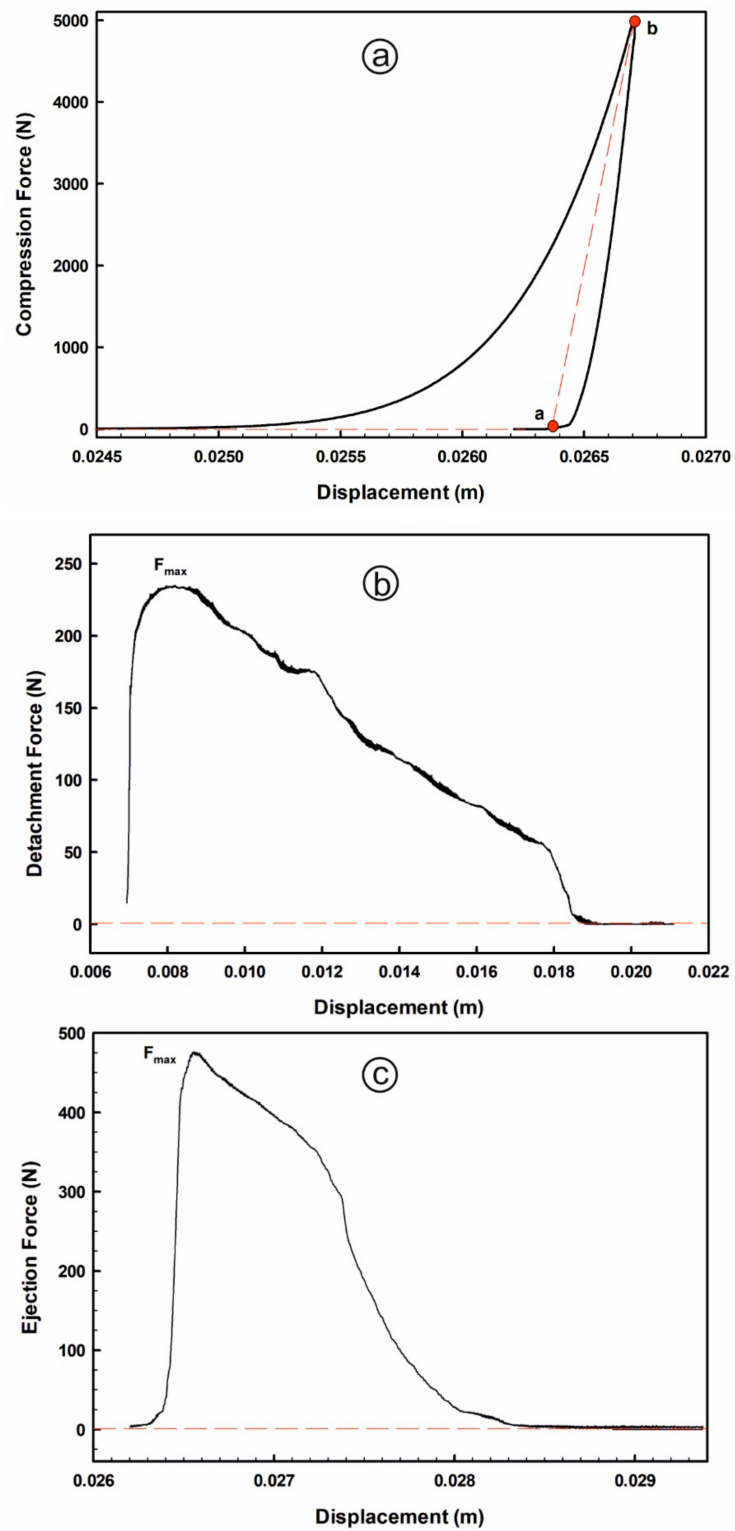 5000
4000
3000
2000
1000
0
Compression Force (N)
ⓐ
b
a
0.0245 0.0250 0.0255 0.0260 0.0265 0.0270
Displacement (m)
250
200
150
100
50
0
Detachment Force (N)
F_max
ⓑ
0.006 0.008 0.010 0.012 0.014 0.016 0.018 0.020 0.022
Displacement (m)
500
400
300
200
100
0
Ejection Force (N)
F_max
ⓒ
0.026 0.027 0.028 0.029
Displacement (m)